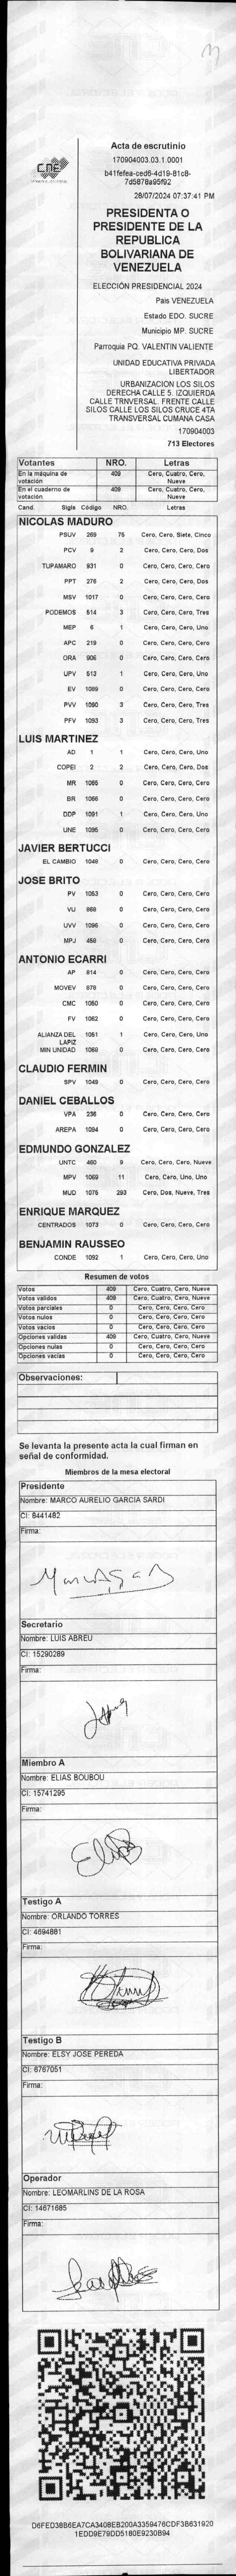 CNE
Acta de escrutinio
170904003.03.1.0001
b41fefea-ced6-4d19-81c8-
7d5878a95f92
28/07/2024 07:37:41 PM
PRESIDENTA O
PRESIDENTE DE LA
REPUBLICA
BOLIVARIANA DE
VENEZUELA
ELECCIÓN PRESIDENCIAL 2024
Pais VENEZUELA
Estado EDO. SUCRE
Municipio MP. SUCRE
Parroquia PQ. VALENTIN VALIENTE
UNIDAD EDUCATIVA PRIVADA
LIBERTADOR
URBANIZACION LOS SILOS
DERECHA CALLE 5. IZQUIERDA
CALLE TRNVERSAL. FRENTE CALLE
SILOS CALLE LOS SILOS CRUCE 4TA
TRANSVERSAL CUMANA CASA
170904003
713 Electores
Votantes NRO. Letras
En la máquina de votación 409 Cero, Cuatro, Cero, Nueve
En el cuaderno de votación 409 Cero, Cuatro, Cero, Nueve
Cand. Sigla Código NRO. Letras
NICOLAS MADURO
PSUV 269 75 Cero, Cero, Siete, Cinco
PCV 9 2 Cero, Cero, Cero, Dos
TUPAMARO 931 0 Cero, Cero, Cero, Cero
PPT 276 2 Cero, Cero, Cero, Dos
MSV 1017 0 Cero, Cero, Cero, Cero
PODEMOS 514 3 Cero, Cero, Cero, Tres
MEP 6 1 Cero, Cero, Cero, Uno
APC 219 0 Cero, Cero, Cero, Cero
ORA 906 0 Cero, Cero, Cero, Cero
UPV 513 1 Cero, Cero, Cero, Uno
EV 1089 0 Cero, Cero, Cero, Cero
PVV 1090 3 Cero, Cero, Cero, Tres
PFV 1093 3 Cero, Cero, Cero, Tres
LUIS MARTINEZ
AD 1 1 Cero, Cero, Cero, Uno
COPEI 2 2 Cero, Cero, Cero, Dos
MR 1065 0 Cero, Cero, Cero, Cero
BR 1066 0 Cero, Cero, Cero, Cero
DDP 1091 1 Cero, Cero, Cero, Uno
UNE 1095 0 Cero, Cero, Cero, Cero
JAVIER BERTUCCI
EL CAMBIO 1048 0 Cero, Cero, Cero, Cero
JOSE BRITO
PV 1053 0 Cero, Cero, Cero, Cero
VU 868 0 Cero, Cero, Cero, Cero
UVV 1096 0 Cero, Cero, Cero, Cero
MPJ 458 0 Cero, Cero, Cero, Cero
ANTONIO ECARRI
AP 814 0 Cero, Cero, Cero, Cero
MOVEV 878 0 Cero, Cero, Cero, Cero
CMC 1050 0 Cero, Cero, Cero, Cero
FV 1062 0 Cero, Cero, Cero, Cero
ALIANZA DEL LAPIZ 1051 1 Cero, Cero, Cero, Uno
MIN UNIDAD 1068 0 Cero, Cero, Cero, Cero
CLAUDIO FERMIN
SPV 1049 0 Cero, Cero, Cero, Cero
DANIEL CEBALLOS
VPA 236 0 Cero, Cero, Cero, Cero
AREPA 1094 0 Cero, Cero, Cero, Cero
EDMUNDO GONZALEZ
UNTC 460 9 Cero, Cero, Cero, Nueve
MPV 1069 11 Cero, Cero, Uno, Uno
MUD 1075 293 Cero, Dos, Nueve, Tres
ENRIQUE MARQUEZ
CENTRADOS 1073 0 Cero, Cero, Cero, Cero
BENJAMIN RAUSSEO
CONDE 1092 1 Cero, Cero, Cero, Uno
Resumen de votos
Votos 409 Cero, Cuatro, Cero, Nueve
Votos validos 409 Cero, Cuatro, Cero, Nueve
Votos parciales 0 Cero, Cero, Cero, Cero
Votos nulos 0 Cero, Cero, Cero, Cero
Votos vacios 0 Cero, Cero, Cero, Cero
Opciones validas 409 Cero, Cuatro, Cero, Nueve
Opciones nulas 0 Cero, Cero, Cero, Cero
Opciones vacias 0 Cero, Cero, Cero, Cero
Observaciones:
Se levanta la presente acta la cual firman en
señal de conformidad.
Miembros de la mesa electoral
Presidente
Nombre: MARCO AURELIO GARCIA SARDI
CI: 8441482
Firma:
Secretario
Nombre: LUIS ABREU
CI: 15290289
Firma:
Miembro A
Nombre: ELIAS BOUBOU
CI: 15741295
Firma:
Testigo A
Nombre: ORLANDO TORRES
CI: 4694881
Firma:
Testigo B
Nombre: ELSY JOSE PEREDA
CI: 6767051
Firma:
Operador
Nombre: LEOMARLINS DE LA ROSA
CI: 14671685
Firma:
D6FED38B6EA7CA3408EB200A3359476CDF3B631920
1EDD9E79DD5180E9230B94